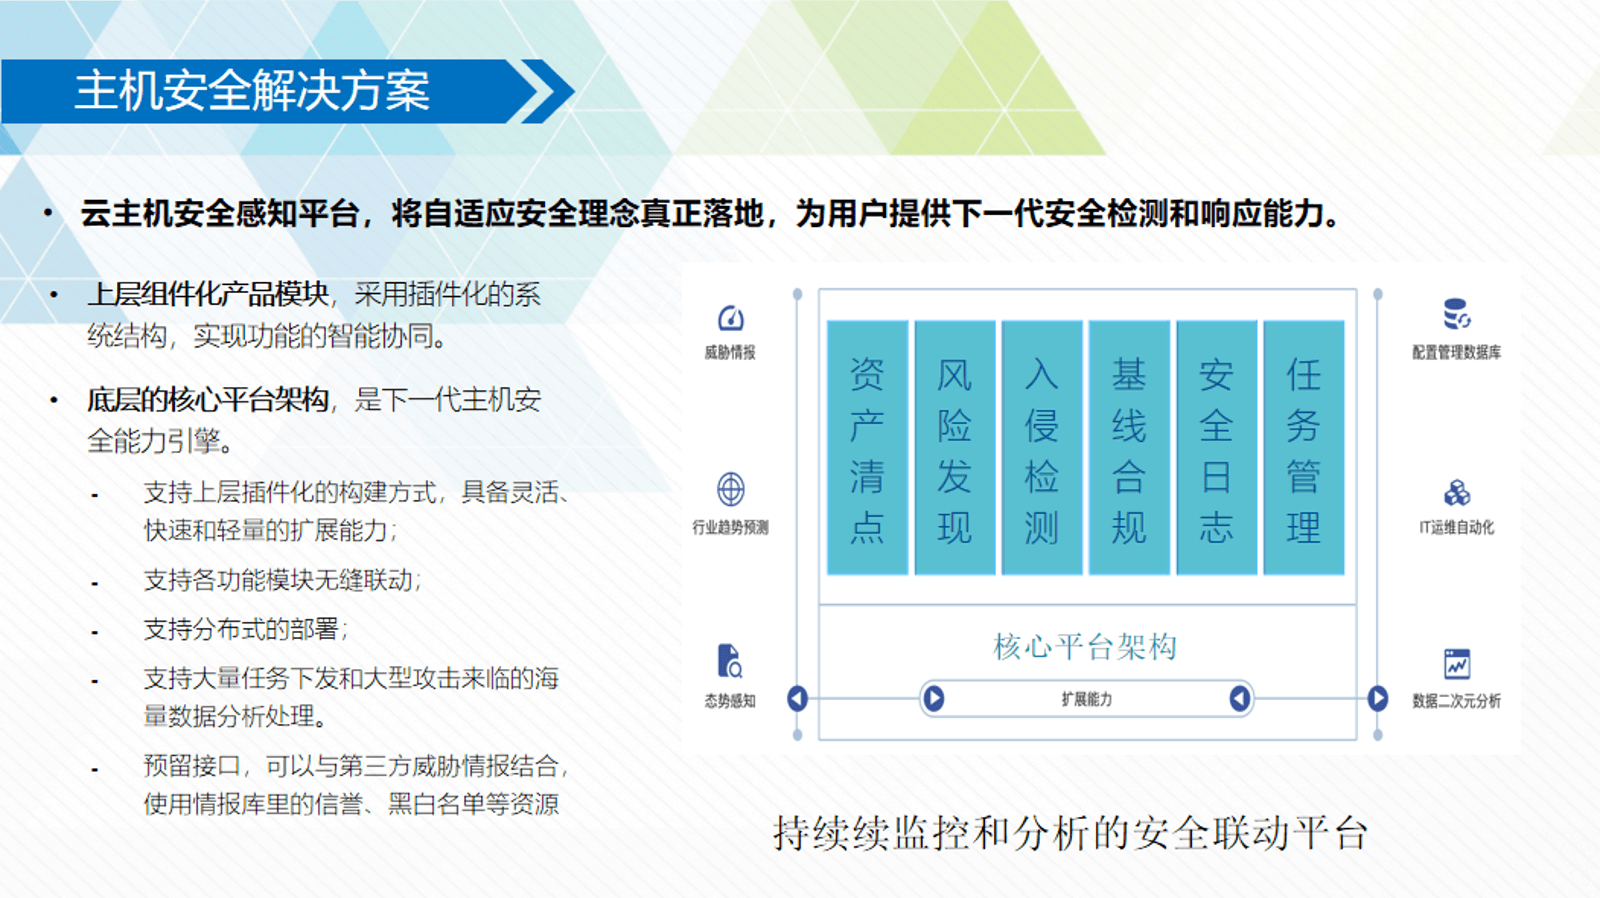 主机安全解决方案
• 云主机安全感知平台，将自适应安全理念真正落地，为用户提供下一代安全检测和响应能力。
• 上层组件化产品模块，采用插件化的系
统结构，实现功能的智能协同。
• 底层的核心平台架构，是下一代主机安
全能力引擎。
- 支持上层插件化的构建方式，具备灵活、
快速和轻量的扩展能力；
- 支持各功能模块无缝联动；
- 支持分布式的部署；
- 支持大量任务下发和大型攻击来临的海
量数据分析处理。
- 预留接口，可以与第三方威胁情报结合，
使用情报库里的信誉、黑白名单等资源
威胁情报
行业趋势预测
态势感知
资产清点
风险发现
入侵检测
基线合规
安全日志
任务管理
核心平台架构
扩展能力
配置管理数据库
IT运维自动化
数据二次元分析
持续续监控和分析的安全联动平台